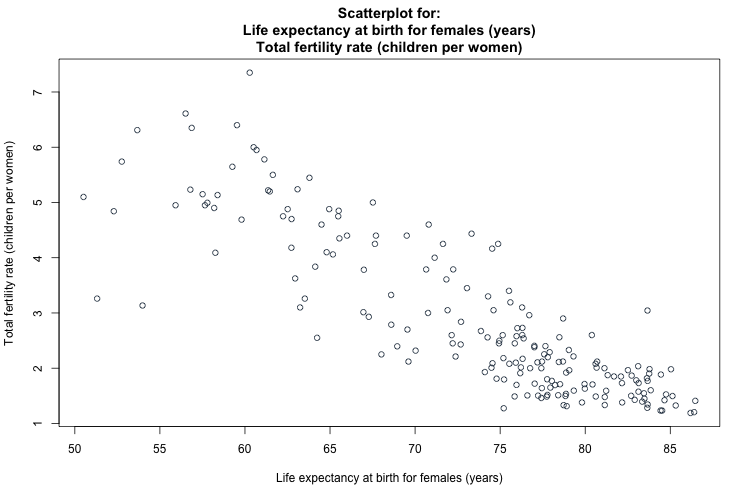 Scatterplot for:
Life expectancy at birth for females (years)
Total fertility rate (children per women)
Total fertility rate (children per women)
7
6
5
4
3
2
1
50 55 60 65 70 75 80 85
Life expectancy at birth for females (years)